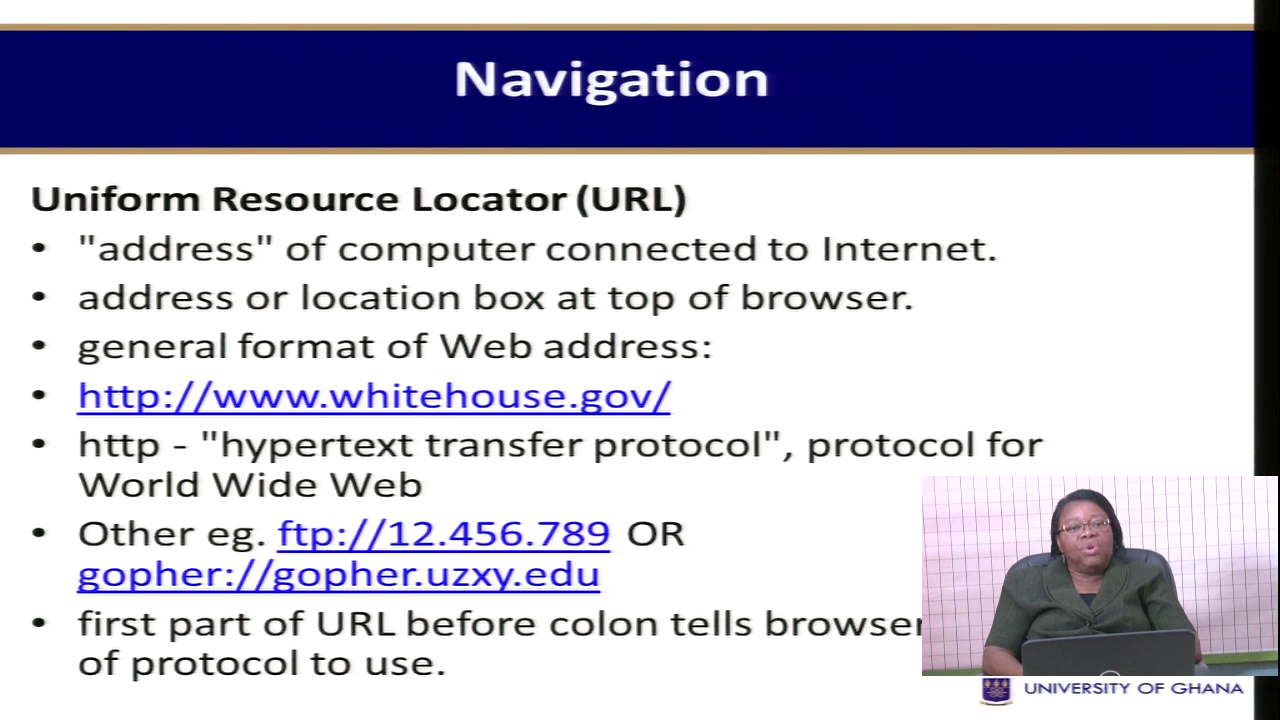 Navigation
Uniform Resource Locator (URL)
• "address" of computer connected to Internet.
• address or location box at top of browser.
• general format of Web address:
• http://www.whitehouse.gov/
• http - "hypertext transfer protocol", protocol for
World Wide Web
• Other eg. ftp://12.456.789 OR
gopher://gopher.uzxy.edu
• first part of URL before colon tells browser
of protocol to use.
UNIVERSITY OF GHANA